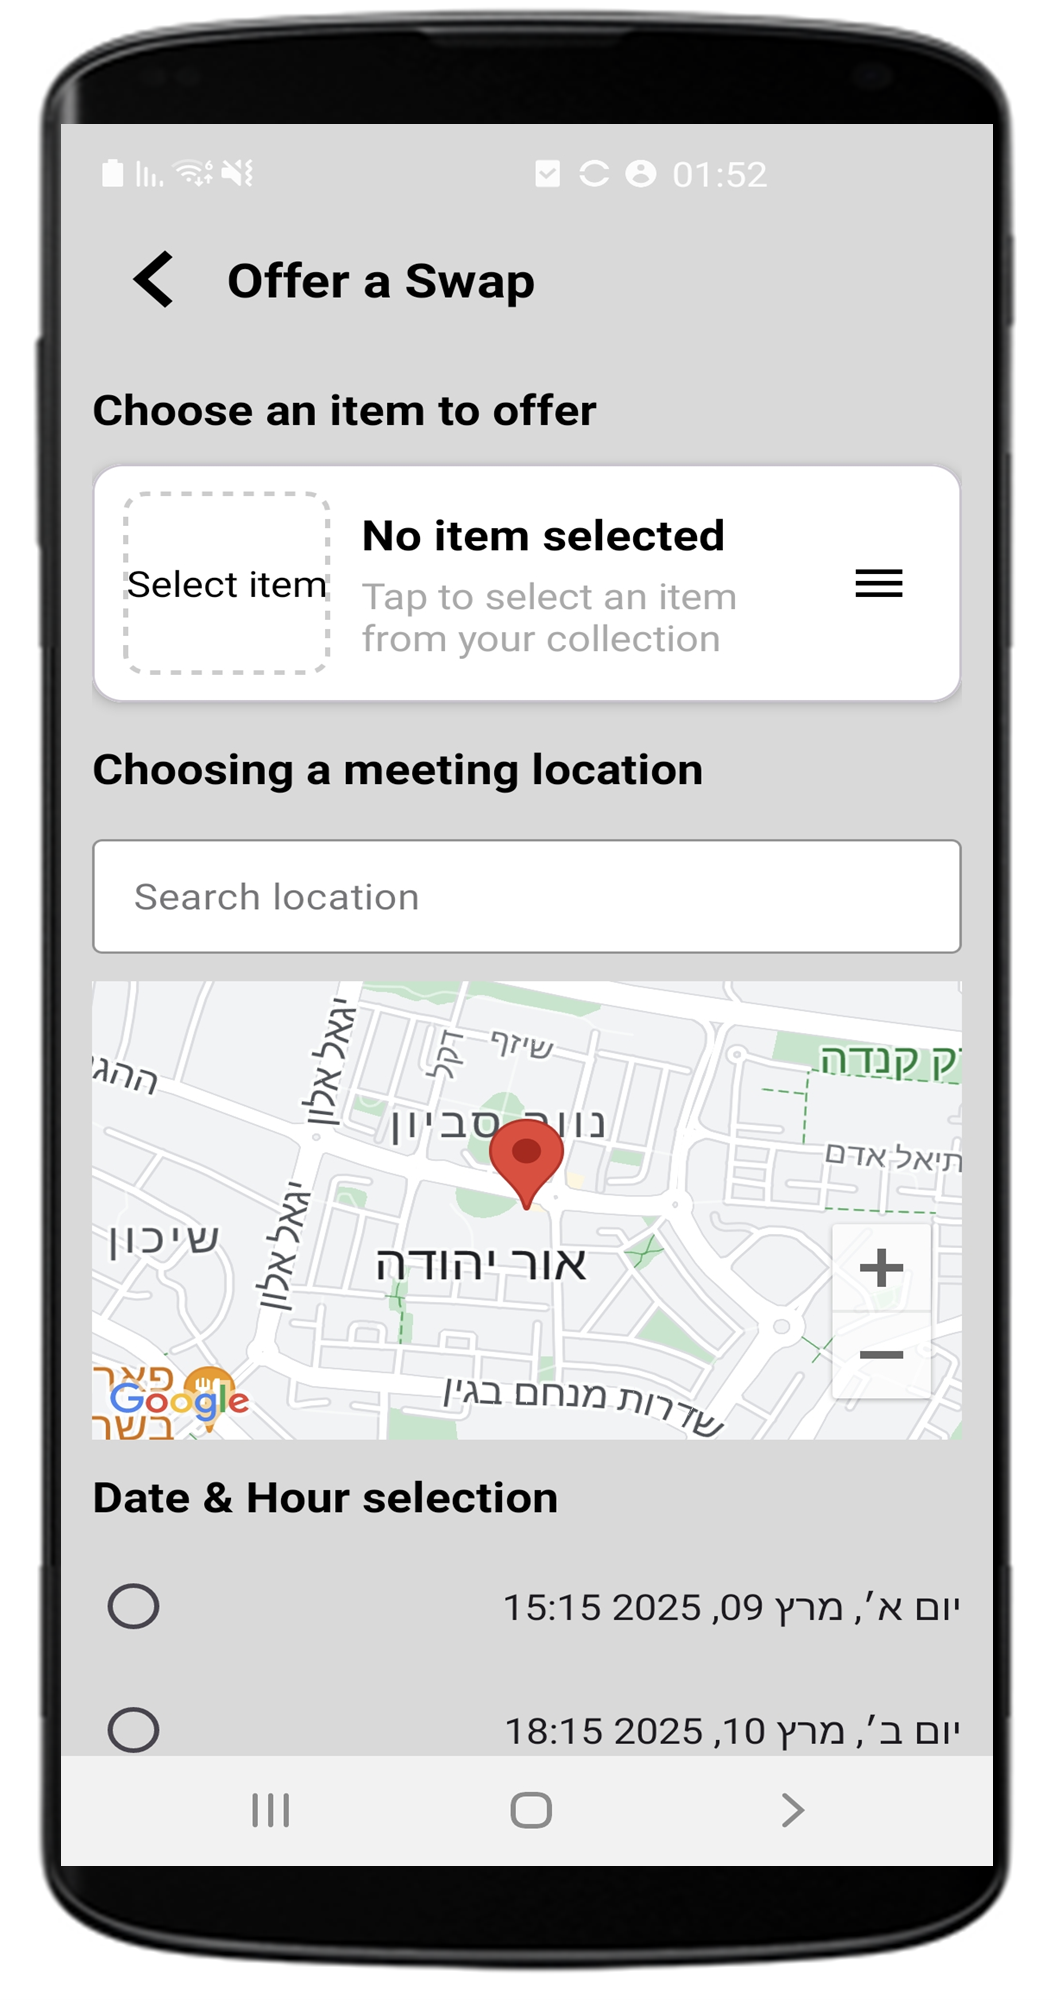 01:52
Offer a Swap
Choose an item to offer
Select item
No item selected
Tap to select an item
from your collection
Choosing a meeting location
Search location
יגאל אלון
דקל
שיזף
ק קנדה
ההג
סביון
תיאל אדם
יגאל אלון
שיכון
אור יהודה
פאר
בשר
Google
שדרות מנחם בגין
Date & Hour selection
יום א׳, מרץ 09, 2025 15:15
יום ב׳, מרץ 10, 2025 18:15